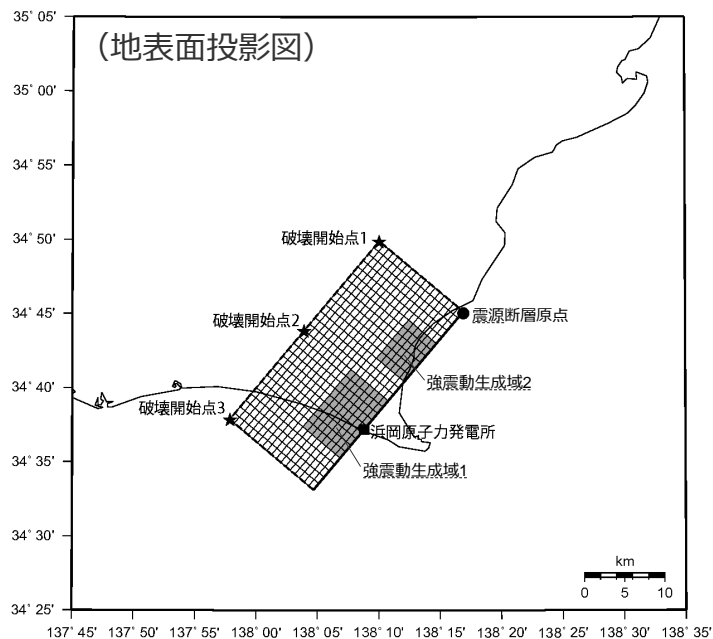 35° 05'
（地表面投影図）
35° 00'
34° 55'
34° 50'
破壊開始点1
34° 45'
震源断層原点
破壊開始点2
34° 40'
強震動生成域2
破壊開始点3
浜岡原子力発電所
34° 35'
強震動生成域1
34° 30'
km
0 5 10
34° 25'
137° 45' 137° 50' 137° 55' 138° 00' 138° 05' 138° 10' 138° 15' 138° 20' 138° 25' 138° 30' 138° 35'